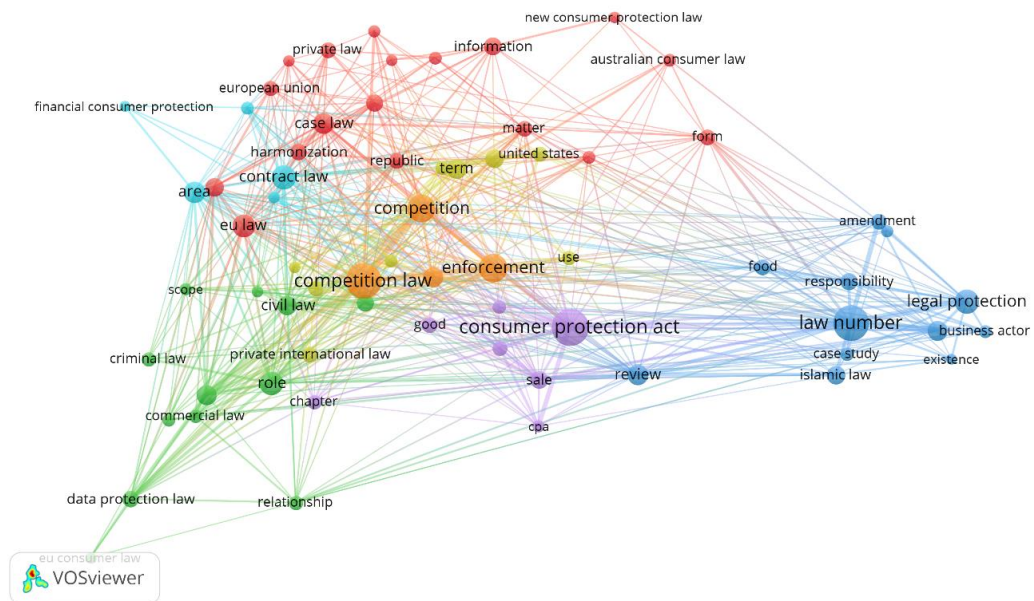 new consumer protection law
private law
information
australian consumer law
european union
financial consumer protection
case law
matter
form
harmonization
republic
united states
term
contract law
area
competition
eu law
amendment
use
food
enforcement
competition law
responsibility
scope
civil law
legal protection
good
consumer protection act
law number
business actor
private international law
case study
existence
criminal law
role
sale
review
islamic law
chapter
commercial law
cpa
data protection law
relationship
eu consumer law
VOSviewer